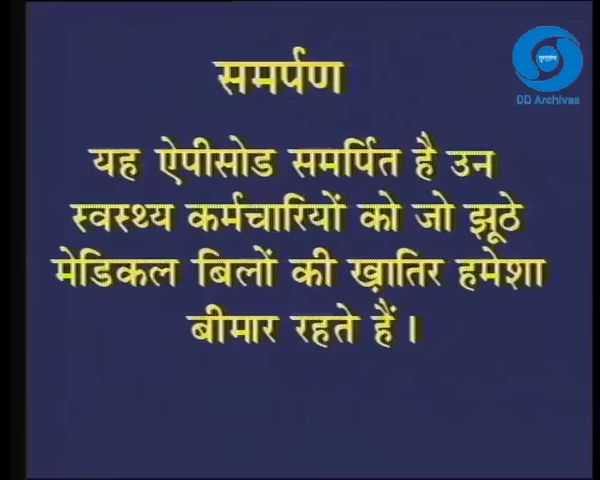 समर्पण
DD Archives
यह ऐपीसोड समर्पित है उन
स्वस्थ्य कर्मचारियों को जो झूठे
मेडिकल बिलों की ख़ातिर हमेशा
बीमार रहते हैं ।